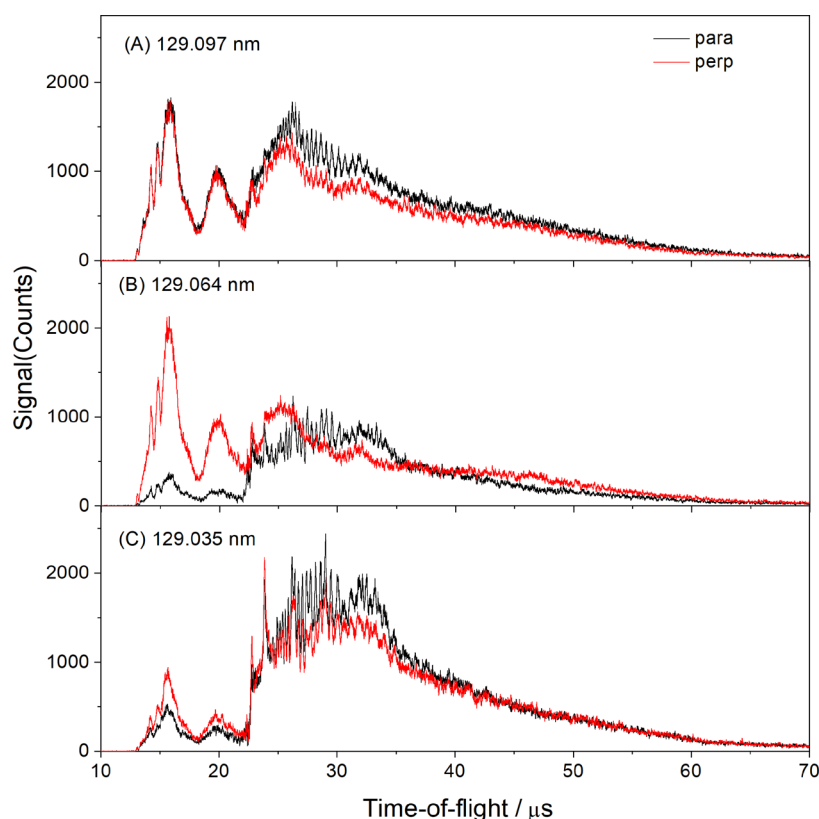 (A) 129.097 nm
para
perp
2000
1000
0
(B) 129.064 nm
2000
1000
0
(C) 129.035 nm
2000
1000
0
Signal(Counts)
10 20 30 40 50 60 70
Time-of-flight / μs